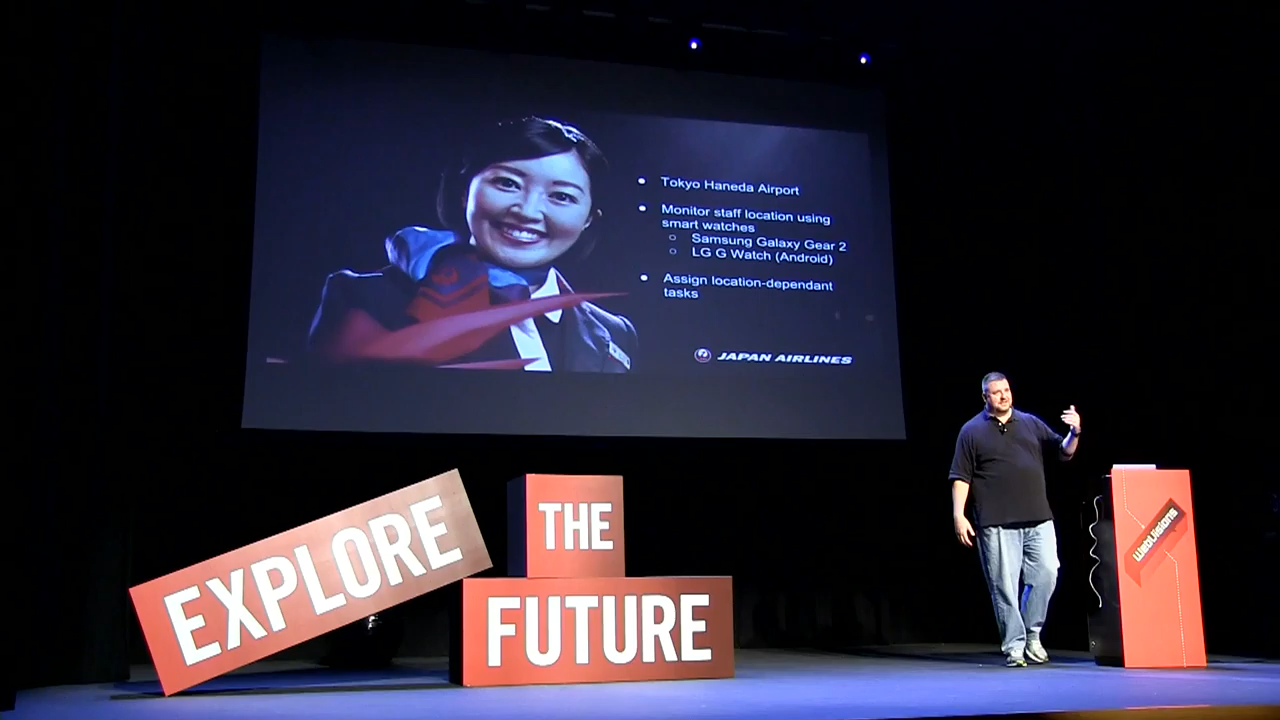 Tokyo Haneda Airport
Monitor staff location using
smart watches
Samsung Galaxy Gear 2
LG G Watch (Android)
Assign location-dependant
tasks
JAPAN AIRLINES
EXPLORE
THE
FUTURE
WebVisions